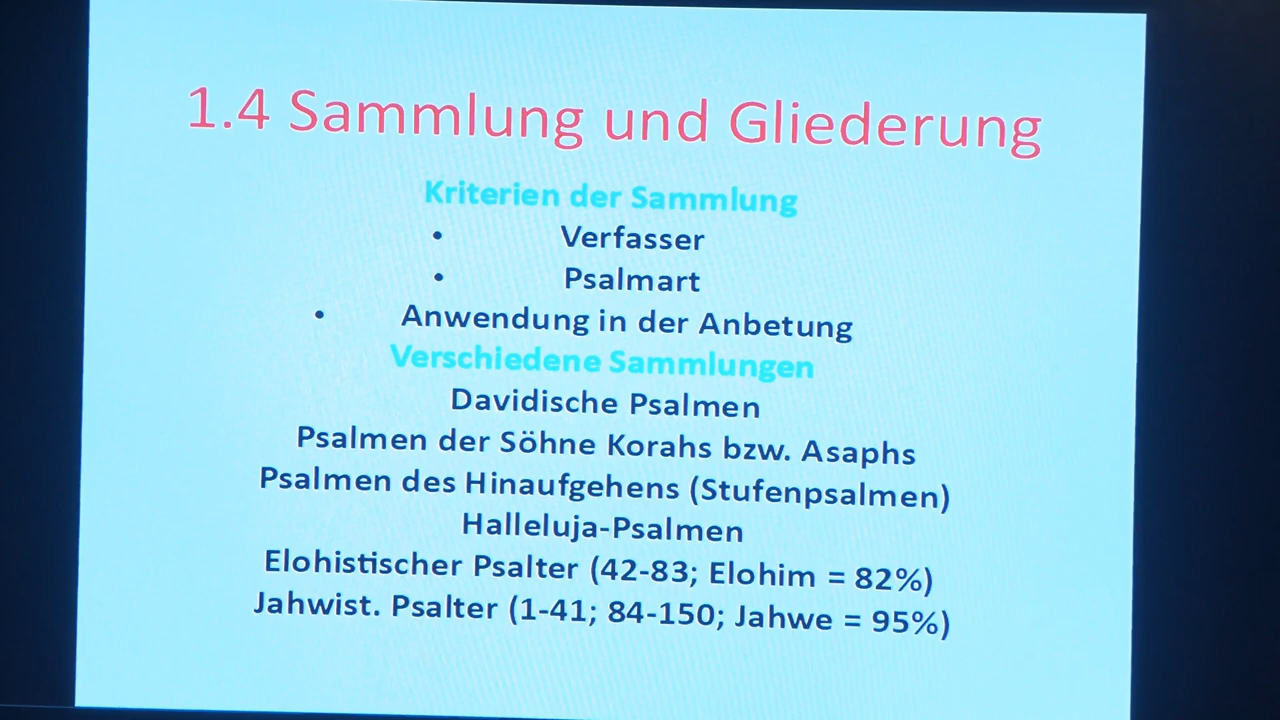 1.4 Sammlung und Gliederung
Kriterien der Sammlung
• Verfasser
• Psalmart
• Anwendung in der Anbetung
Verschiedene Sammlungen
Davidische Psalmen
Psalmen der Söhne Korahs bzw. Asaphs
Psalmen des Hinaufgehens (Stufenpsalmen)
Halleluja-Psalmen
Elohistischer Psalter (42-83; Elohim = 82%)
Jahwist. Psalter (1-41; 84-150; Jahwe = 95%)